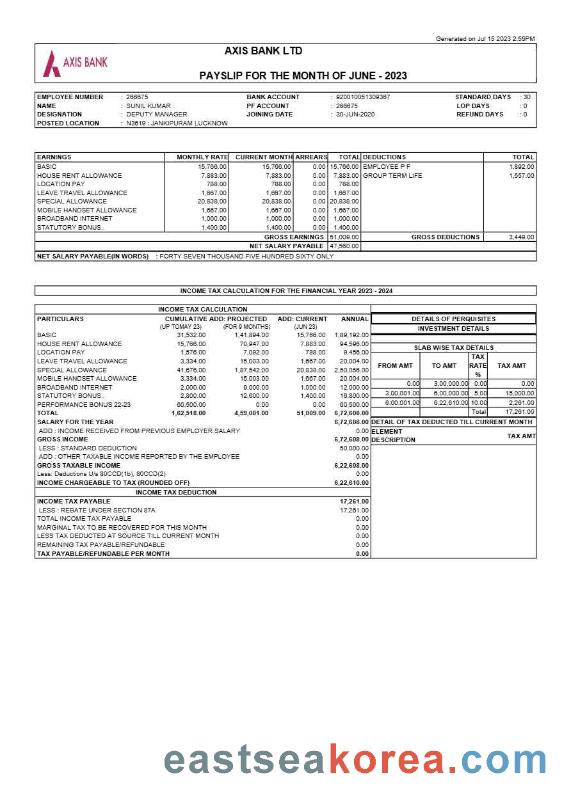 Generated on Jul 15 2023 2:59PM
AXIS BANK LTD
AXIS BANK
PAYSLIP FOR THE MONTH OF JUNE - 2023
EMPLOYEE NUMBER : 266675 BANK ACCOUNT : 920010051309367 STANDARD DAYS : 30
NAME : SUNIL KUMAR PF ACCOUNT : 266675 LOP DAYS : 0
DESIGNATION : DEPUTY MANAGER JOINING DATE : 30-JUN-2020 REFUND DAYS : 0
POSTED LOCATION : N3619 : JANKIPURAM LUCKNOW
EARNINGS MONTHLY RATE CURRENT MONTH ARREARS TOTAL DEDUCTIONS TOTAL
BASIC 15,766.00 15,766.00 0.00 15,766.00 EMPLOYEE P F 1,892.00
HOUSE RENT ALLOWANCE 7,883.00 7,883.00 0.00 7,883.00 GROUP TERM LIFE 1,557.00
LOCATION PAY 788.00 788.00 0.00 788.00
LEAVE TRAVEL ALLOWANCE 1,667.00 1,667.00 0.00 1,667.00
SPECIAL ALLOWANCE 20,838.00 20,838.00 0.00 20,838.00
MOBILE HANDSET ALLOWANCE 1,667.00 1,667.00 0.00 1,667.00
BROADBAND INTERNET 1,000.00 1,000.00 0.00 1,000.00
STATUTORY BONUS.. 1,400.00 1,400.00 0.00 1,400.00
GROSS EARNINGS 51,009.00 GROSS DEDUCTIONS 3,449.00
NET SALARY PAYABLE 47,560.00
NET SALARY PAYABLE(IN WORDS) : FORTY SEVEN THOUSAND FIVE HUNDRED SIXTY ONLY
INCOME TAX CALCULATION FOR THE FINANCIAL YEAR 2023 - 2024
INCOME TAX CALCULATION
PARTICULARS CUMULATIVE ADD: PROJECTED ADD: CURRENT ANNUAL DETAILS OF PERQUISITES
(UP TOMAY 23) (FOR 9 MONTHS) (JUN 23) INVESTMENT DETAILS
BASIC 31,532.00 1,41,894.00 15,766.00 1,89,192.00
HOUSE RENT ALLOWANCE 15,766.00 70,947.00 7,883.00 94,596.00 SLAB WISE TAX DETAILS
LOCATION PAY 1,576.00 7,092.00 788.00 9,456.00
LEAVE TRAVEL ALLOWANCE 3,334.00 15,003.00 1,667.00 20,004.00 FROM AMT TO AMT TAX RATE % TAX AMT
SPECIAL ALLOWANCE 41,676.00 1,87,542.00 20,838.00 2,50,056.00
MOBILE HANDSET ALLOWANCE 3,334.00 15,003.00 1,667.00 20,004.00
BROADBAND INTERNET 2,000.00 9,000.00 1,000.00 12,000.00 0.00 3,00,000.00 0.00 0.00
STATUTORY BONUS.. 2,800.00 12,600.00 1,400.00 16,800.00 3,00,001.00 6,00,000.00 5.00 15,000.00
PERFORMANCE BONUS 22-23 60,500.00 0.00 0.00 60,500.00 6,00,001.00 6,22,610.00 10.00 2,261.00
TOTAL 1,62,518.00 4,59,081.00 51,009.00 6,72,608.00 Total 17,261.00
SALARY FOR THE YEAR 6,72,608.00 DETAIL OF TAX DEDUCTED TILL CURRENT MONTH
ADD : INCOME RECEIVED FROM PREVIOUS EMPLOYER SALARY 0.00 ELEMENT
GROSS INCOME 6,72,608.00 DESCRIPTION TAX AMT
LESS : STANDARD DEDUCTION 50,000.00
ADD : OTHER TAXABLE INCOME REPORTED BY THE EMPLOYEE 0.00
GROSS TAXABLE INCOME 6,22,608.00
Less: Deductions U/s 80CCD(1b), 80CCD(2) 0.00
INCOME CHARGEABLE TO TAX (ROUNDED OFF) 6,22,610.00
INCOME TAX DEDUCTION
INCOME TAX PAYABLE 17,261.00
LESS : REBATE UNDER SECTION 87A 17,261.00
TOTAL INCOME TAX PAYABLE 0.00
MARGINAL TAX TO BE RECOVERED FOR THIS MONTH 0.00
LESS TAX DEDUCTED AT SOURCE TILL CURRENT MONTH 0.00
REMAINING TAX PAYABLE/REFUNDABLE 0.00
TAX PAYABLE/REFUNDABLE PER MONTH 0.00
eastseakorea.com